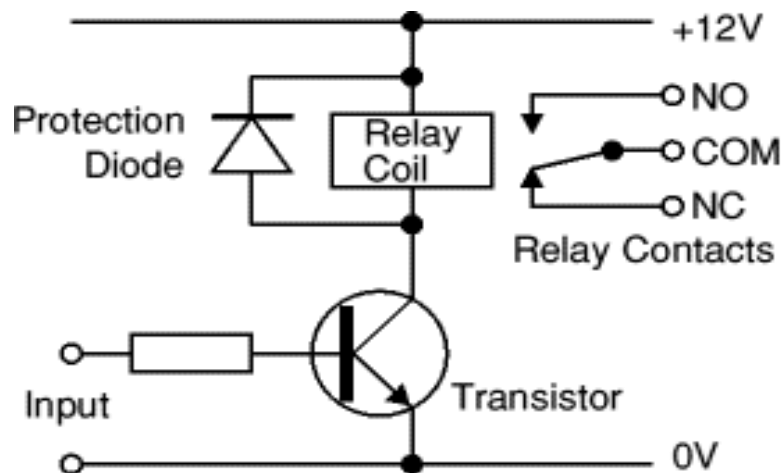 +12V
Protection
Diode
Relay
Coil
NO
COM
NC
Relay Contacts
Input
Transistor
0V